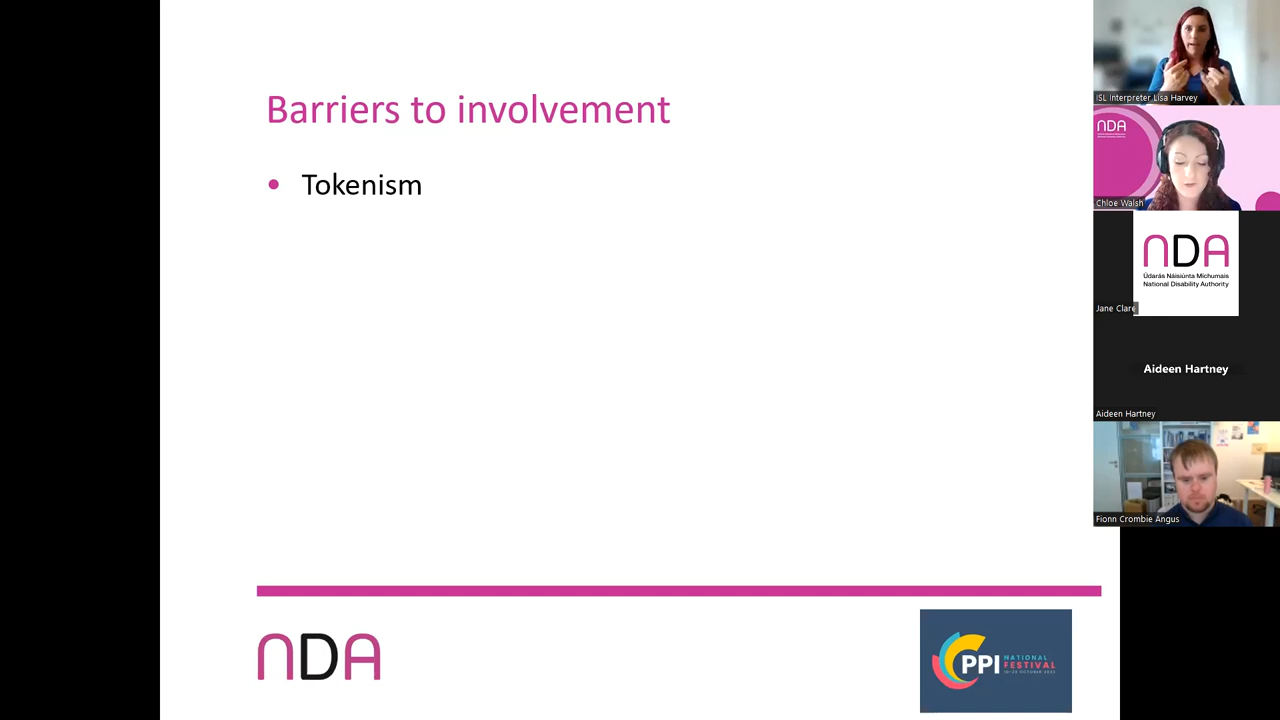 Barriers to involvement
• Tokenism
NDA
PPI
NATIONAL
FESTIVAL
ISL Interpreter Lisa Harvey
NDA
Chloe Walsh
NDA
Údarás Náisiúnta Míchumais
National Disability Authority
Jane Clare
Aideen Hartney
Aideen Hartney
Fionn Crombie Angus